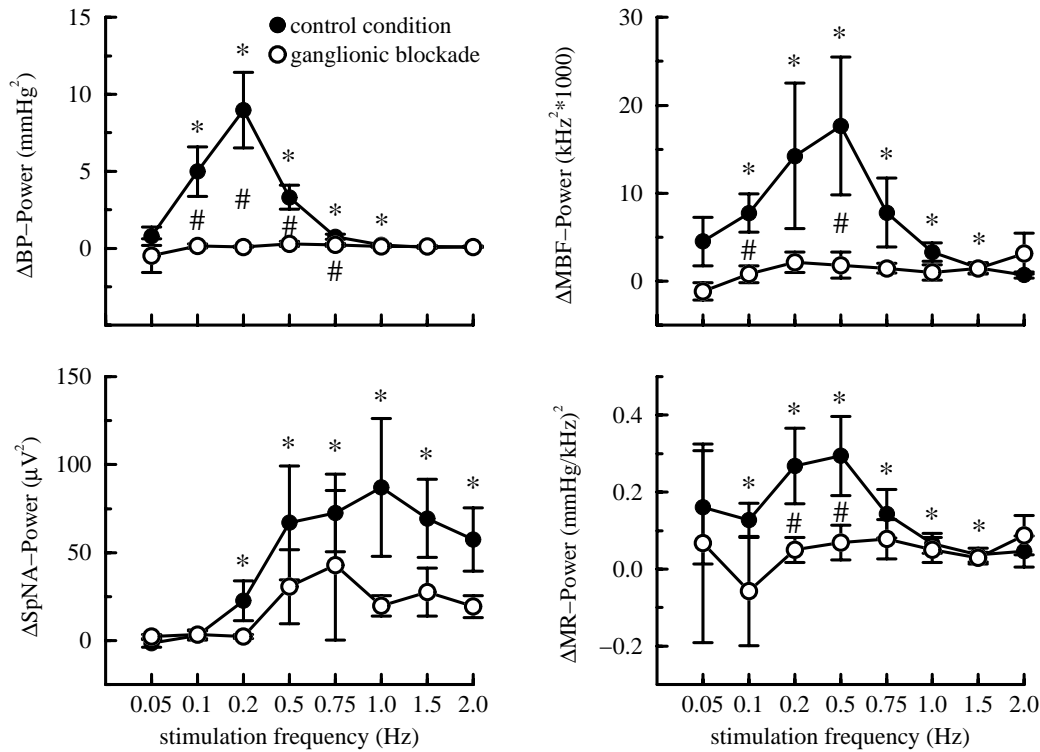 15
10
5
0
ΔBP–Power (mmHg²)
control condition
ganglionic blockade
* * * * *
# # # #
30
20
10
0
ΔMBF–Power (kHz²*1000)
* * * * * * *
# #
150
100
50
0
ΔSpNA–Power (µV²)
* * * * * *
0.05 0.1 0.2 0.5 0.75 1.0 1.5 2.0
stimulation frequency (Hz)
0.4
0.2
0.0
−0.2
ΔMR–Power (mmHg/kHz)²
* * * * * *
# #
0.05 0.1 0.2 0.5 0.75 1.0 1.5 2.0
stimulation frequency (Hz)